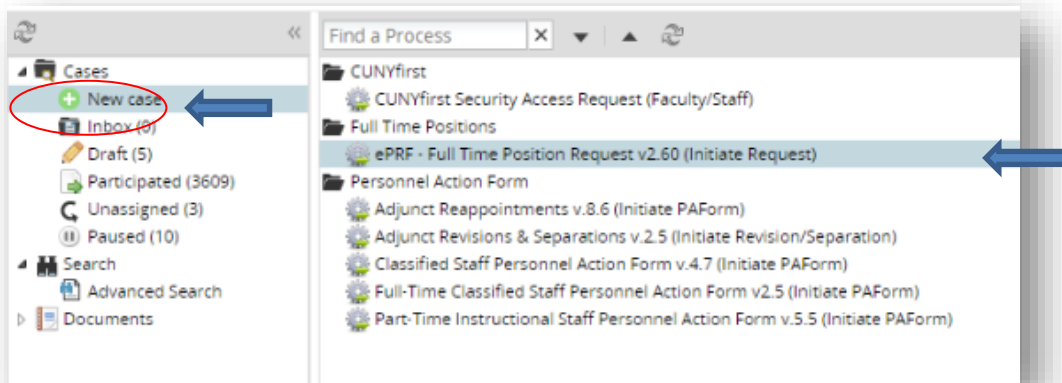 Cases
New case
Inbox (0)
Draft (5)
Participated (3609)
Unassigned (3)
Paused (10)
Search
Advanced Search
Documents
Find a Process
CUNYfirst
CUNYfirst Security Access Request (Faculty/Staff)
Full Time Positions
ePRF - Full Time Position Request v2.60 (Initiate Request)
Personnel Action Form
Adjunct Reappointments v.8.6 (Initiate PAForm)
Adjunct Revisions & Separations v.2.5 (Initiate Revision/Separation)
Classified Staff Personnel Action Form v.4.7 (Initiate PAForm)
Full-Time Classified Staff Personnel Action Form v2.5 (Initiate PAForm)
Part-Time Instructional Staff Personnel Action Form v.5.5 (Initiate PAForm)